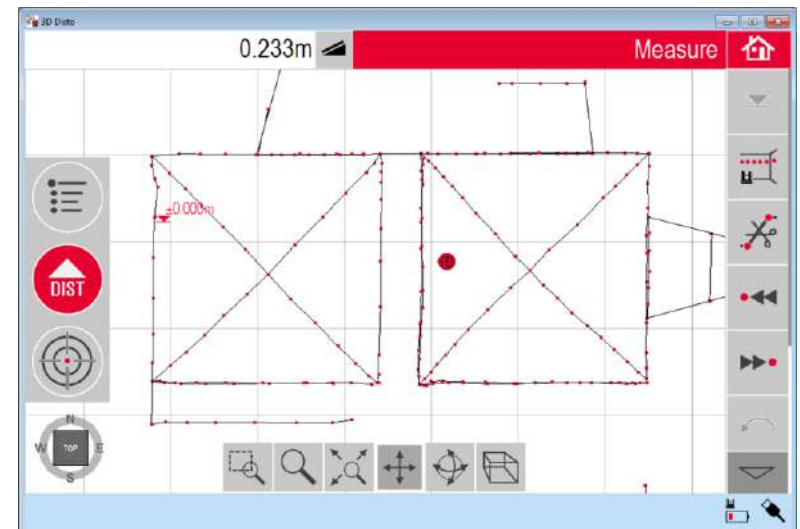 3D Disto
0.233m
Measure
±0.000m
DIST
N
W
TOP
E
S